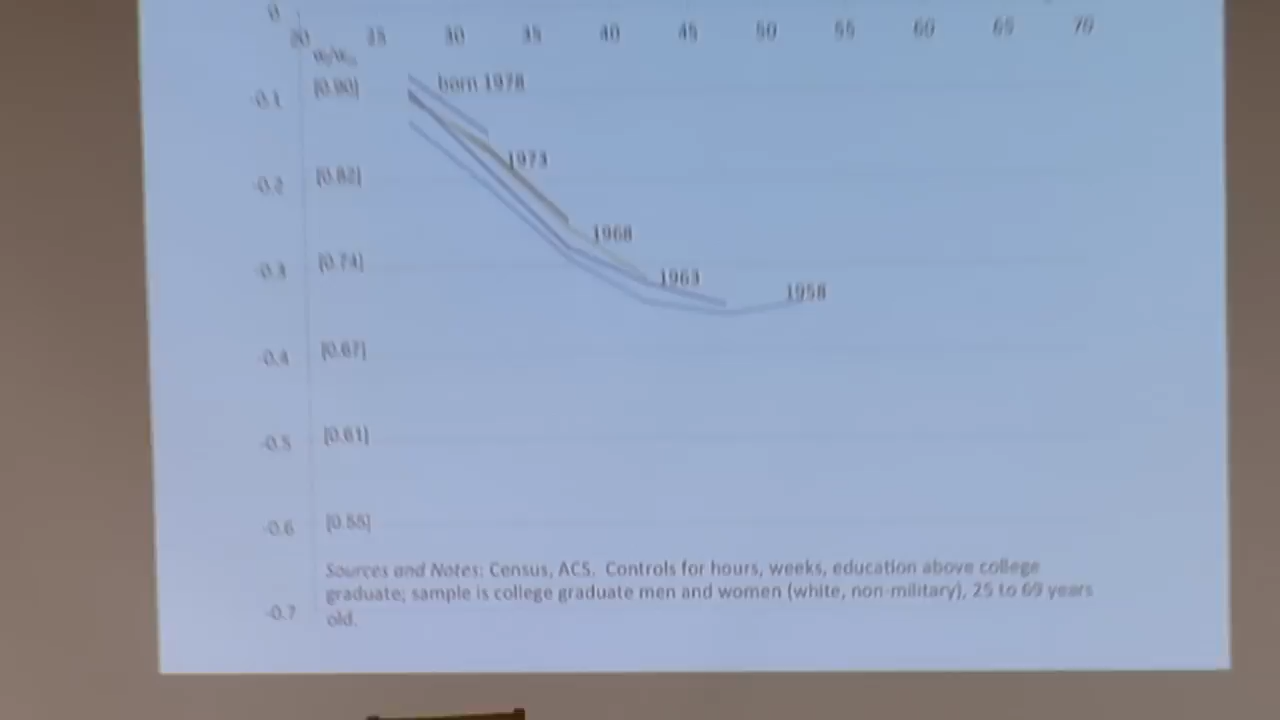 0
20 25 30 35 40 45 50 55 60 65 70
-0.1 [0.90] born 1978
1973
-0.2 [0.82]
1968
-0.3 [0.74] 1963
1958
-0.4 [0.67]
-0.5 [0.61]
-0.6 [0.55]
Sources and Notes: Census, ACS. Controls for hours, weeks, education above college
graduate; sample is college graduate men and women (white, non-military), 25 to 69 years
-0.7 old.